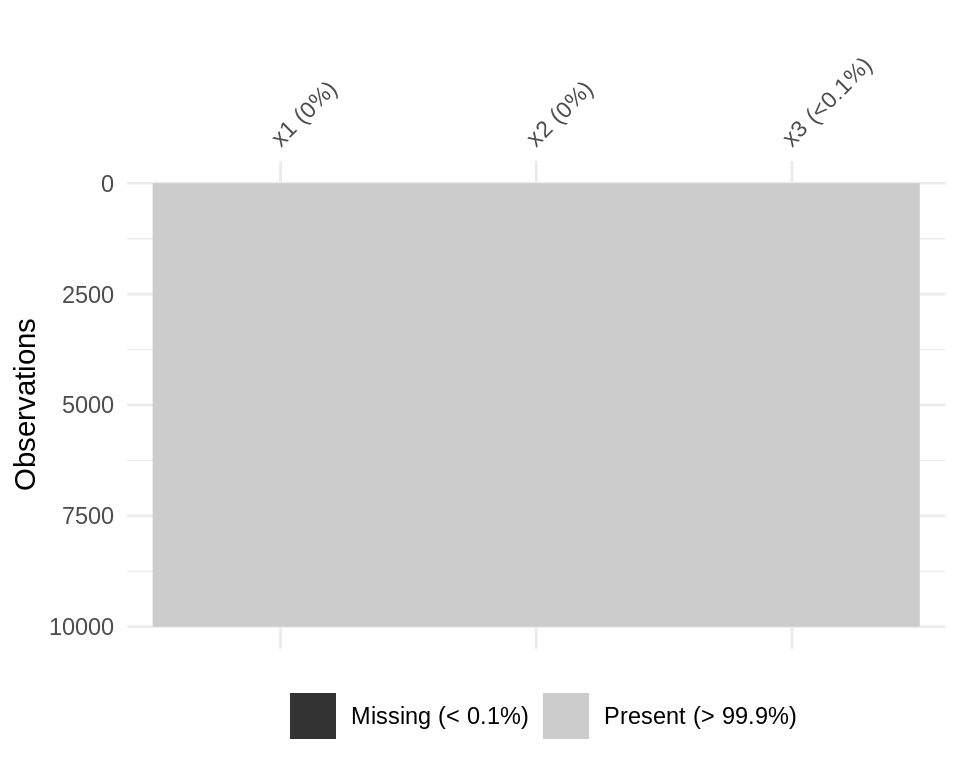 x1 (0%)
x2 (0%)
x3 (<0.1%)
0
2500
5000
7500
10000
Observations
Missing (< 0.1%)
Present (> 99.9%)